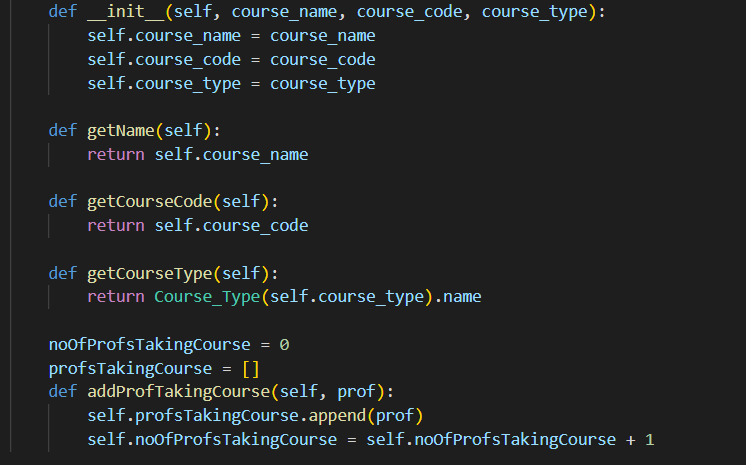 def __init__(self, course_name, course_code, course_type):
self.course_name = course_name
self.course_code = course_code
self.course_type = course_type
def getName(self):
return self.course_name
def getCourseCode(self):
return self.course_code
def getCourseType(self):
return Course_Type(self.course_type).name
noOfProfsTakingCourse = 0
profsTakingCourse = []
def addProfTakingCourse(self, prof):
self.profsTakingCourse.append(prof)
self.noOfProfsTakingCourse = self.noOfProfsTakingCourse + 1